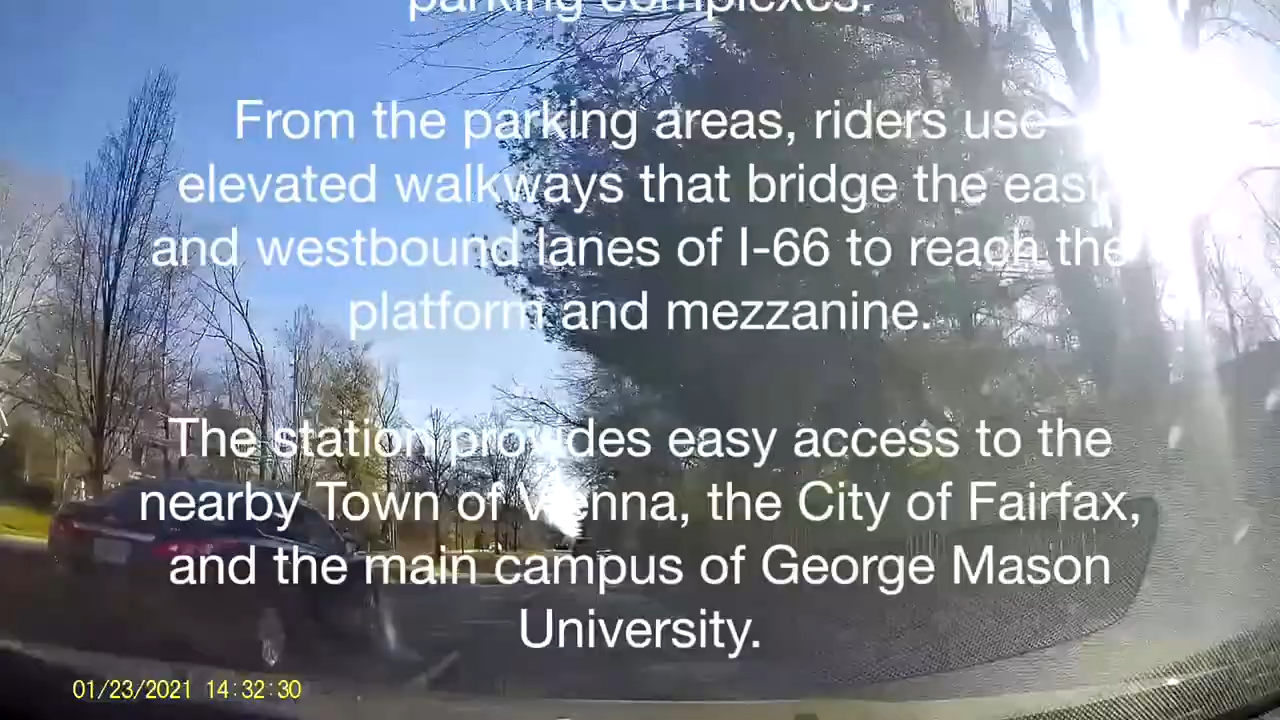 parking complexes.
From the parking areas, riders use
elevated walkways that bridge the east
and westbound lanes of I-66 to reach the
platform and mezzanine.
The station provides easy access to the
nearby Town of Vienna, the City of Fairfax,
and the main campus of George Mason
University.
01/23/2021 14:32:30